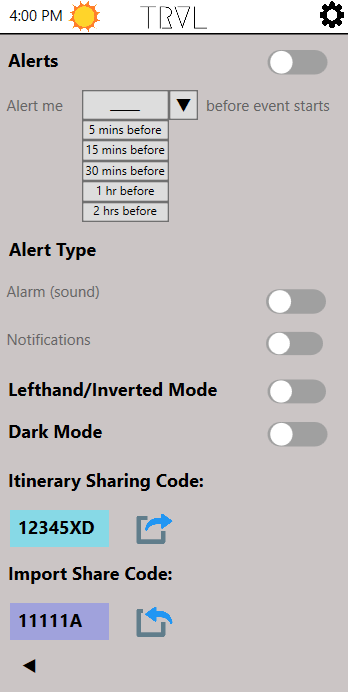 4:00 PM TRVL
Alerts
Alert me ____ ▼ before event starts
5 mins before
15 mins before
30 mins before
1 hr before
2 hrs before
Alert Type
Alarm (sound)
Notifications
Lefthand/Inverted Mode
Dark Mode
Itinerary Sharing Code:
12345XD
Import Share Code:
11111A